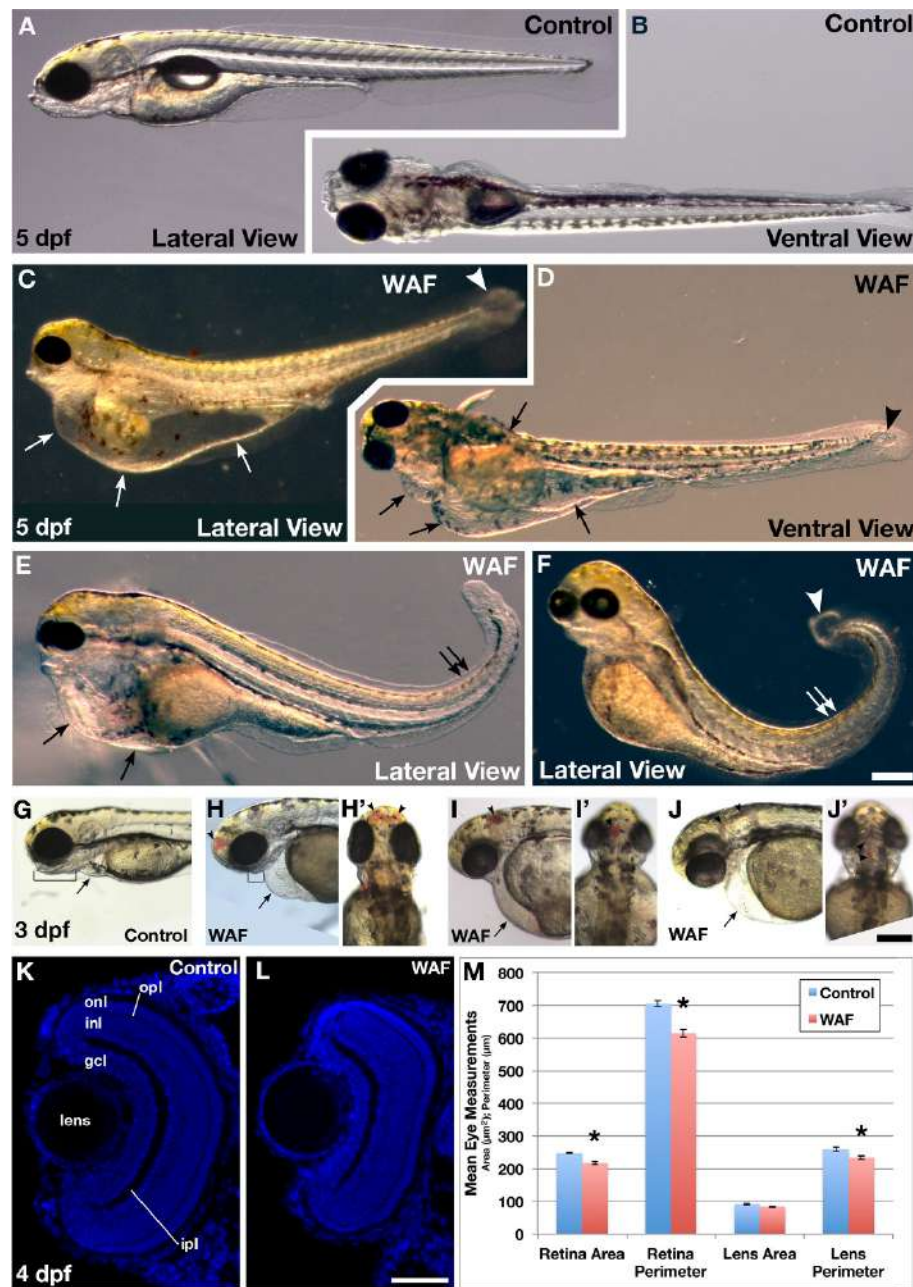 A
Control
B
Control
5 dpf
Lateral View
Ventral View
C
WAF
D
WAF
5 dpf
Lateral View
Ventral View
E
WAF
F
WAF
Lateral View
Lateral View
G
H
H'
I
I'
J
J'
3 dpf
Control
WAF
WAF
WAF
K
Control
opl
onl
inl
gcl
lens
ipl
4 dpf
L
WAF
M
Mean Eye Measurements
Area (μm²); Perimeter (μm)
800
700
600
500
400
300
200
100
0
Control
WAF
*
*
*
Retina Area
Retina
Perimeter
Lens Area
Lens
Perimeter